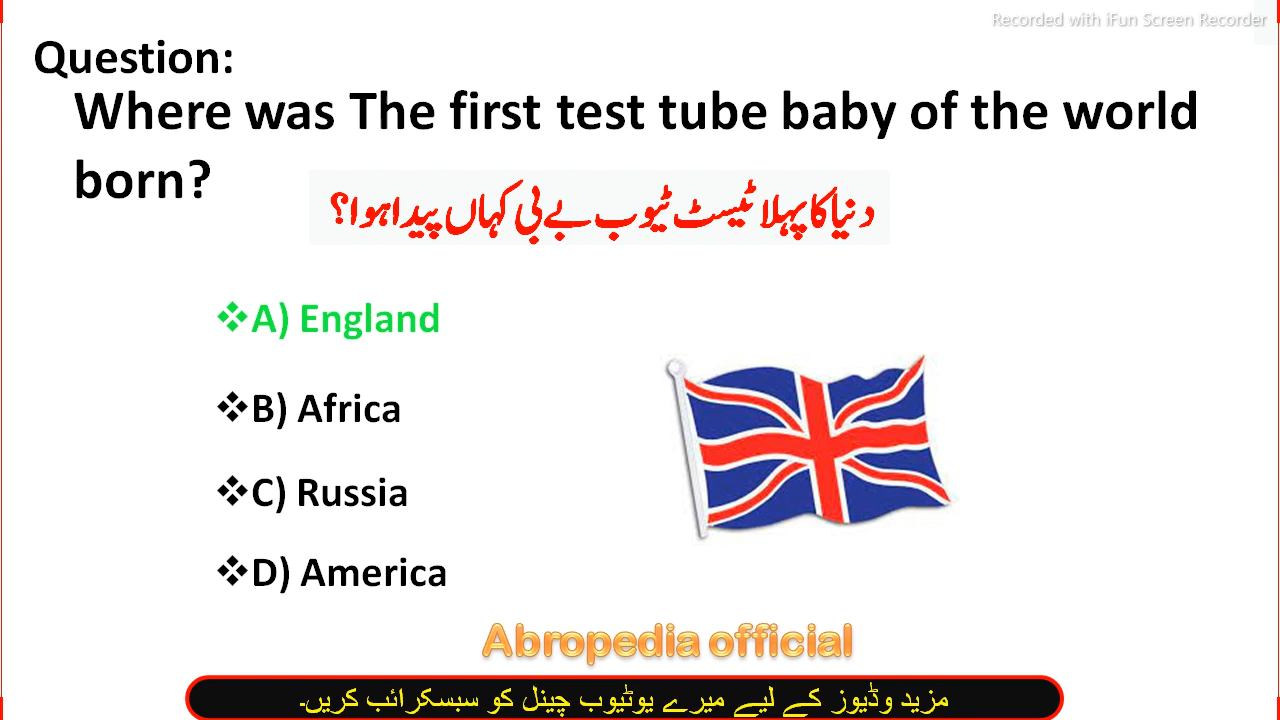 Recorded with iFun Screen Recorder
Question:
Where was The first test tube baby of the world
born?
دنیا کا پہلا ٹیسٹ ٹیوب بے بی کہاں پیدا ہوا؟
❖A) England
❖B) Africa
❖C) Russia
❖D) America
Abropedia official
مزید وڈیوز کے لیے میرے یوٹیوب چینل کو سبسکرائب کریں۔